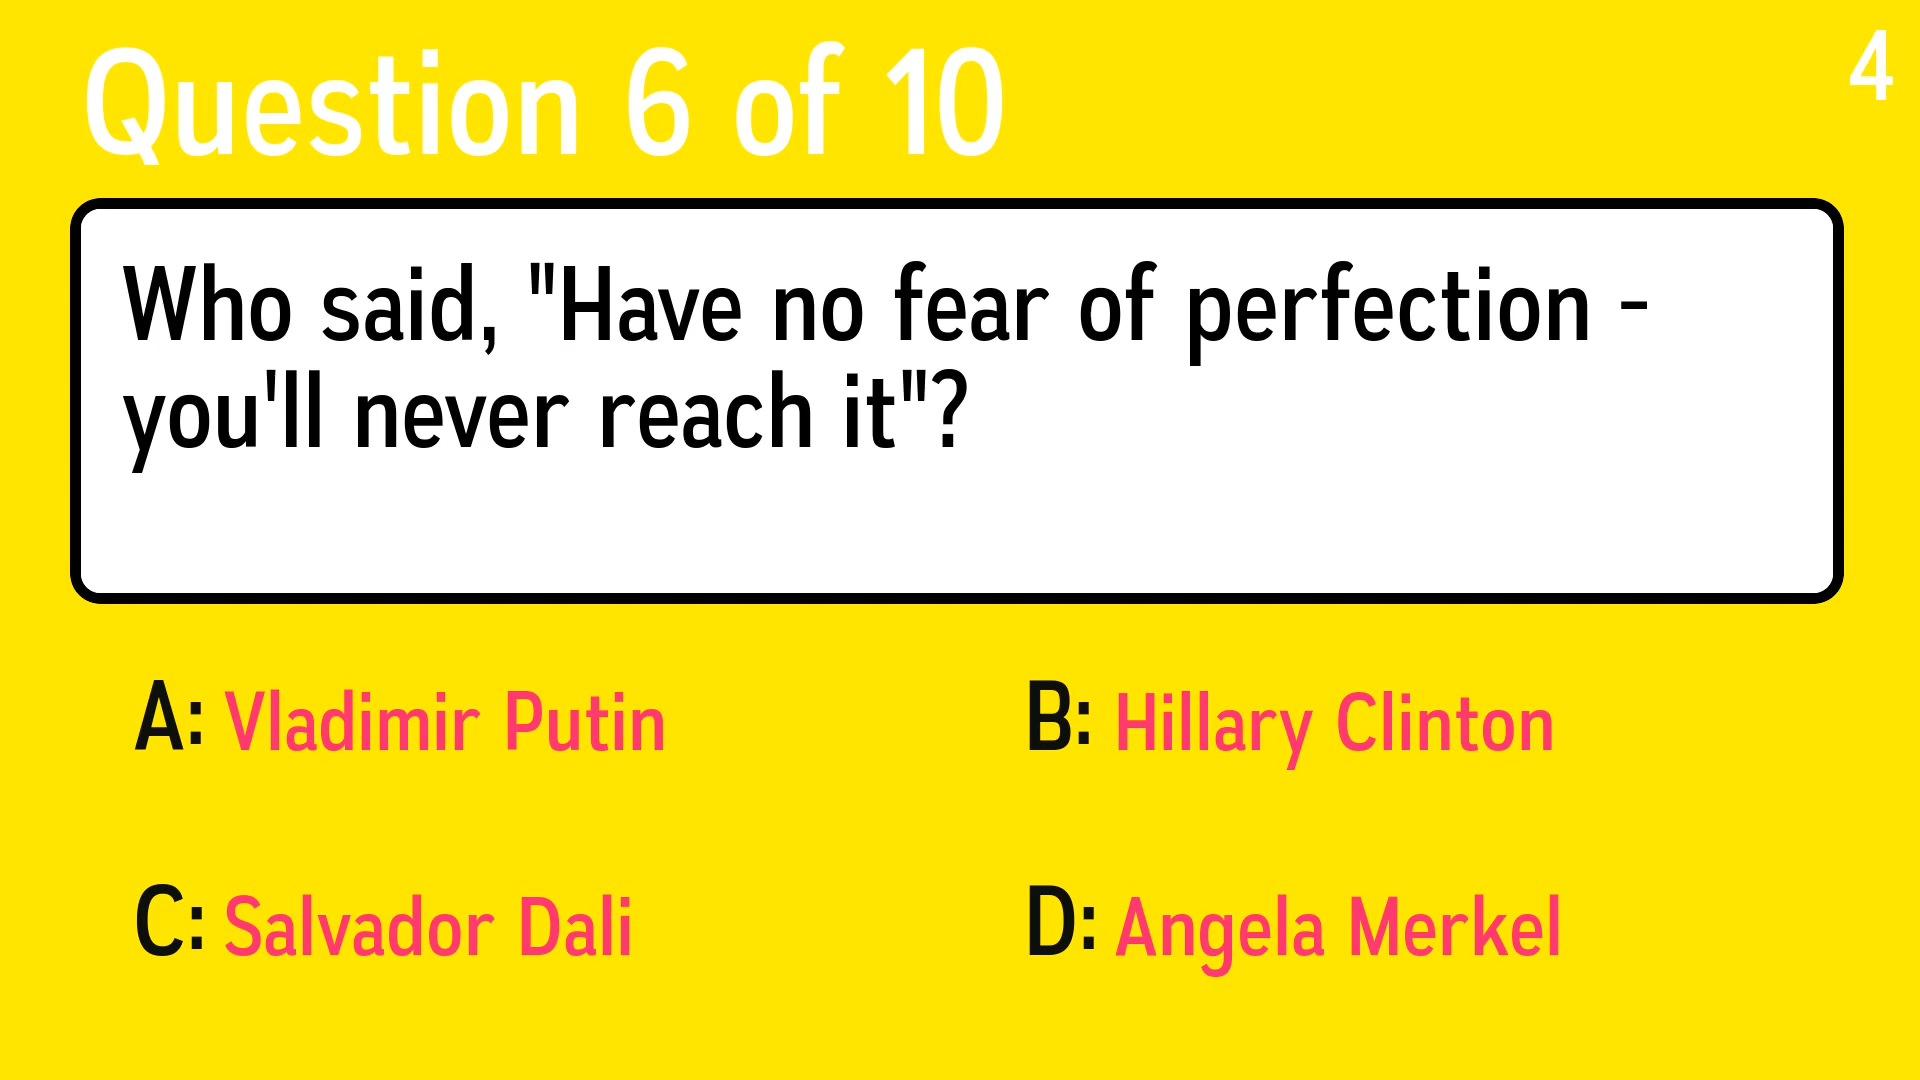 Question 6 of 10
4
Who said, "Have no fear of perfection -
you'll never reach it"?
A: Vladimir Putin
B: Hillary Clinton
C: Salvador Dali
D: Angela Merkel